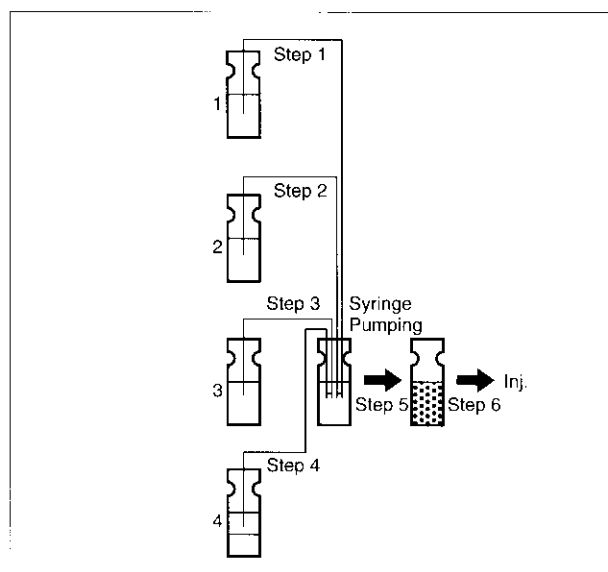 Step 1
1
Step 2
2
Step 3
Syringe
Pumping
3
Step 5
Step 6
Inj.
Step 4
4